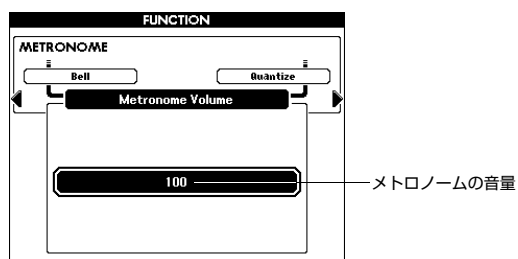 FUNCTION
METRONOME
Bell
Quantize
Metronome Volume
100
メトロノームの音量